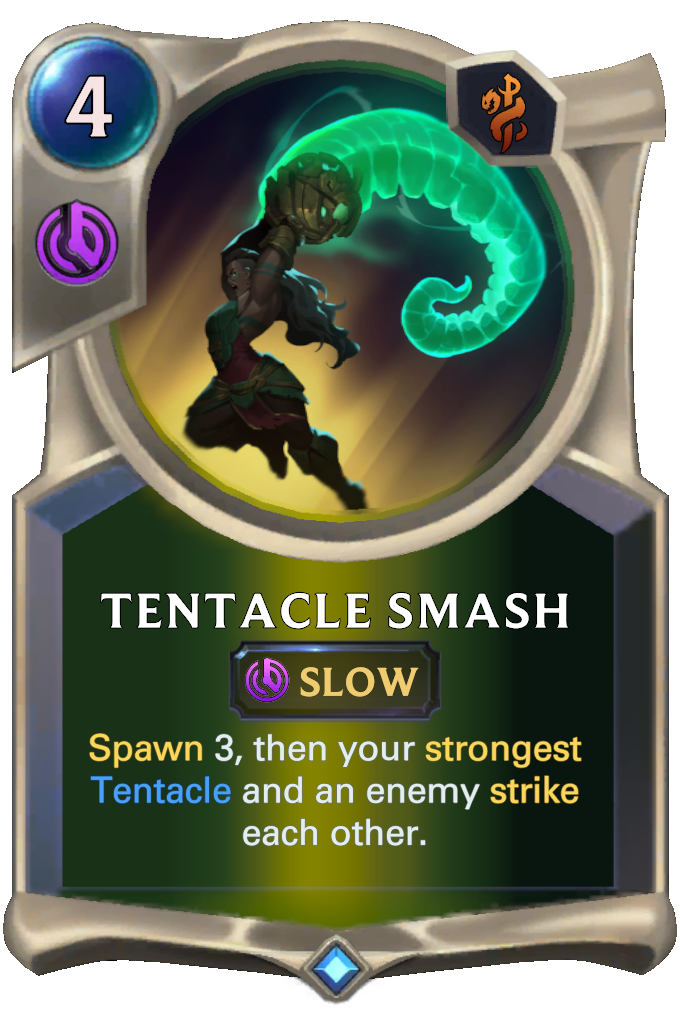 4
TENTACLE SMASH
SLOW
Spawn 3, then your strongest
Tentacle and an enemy strike
each other.